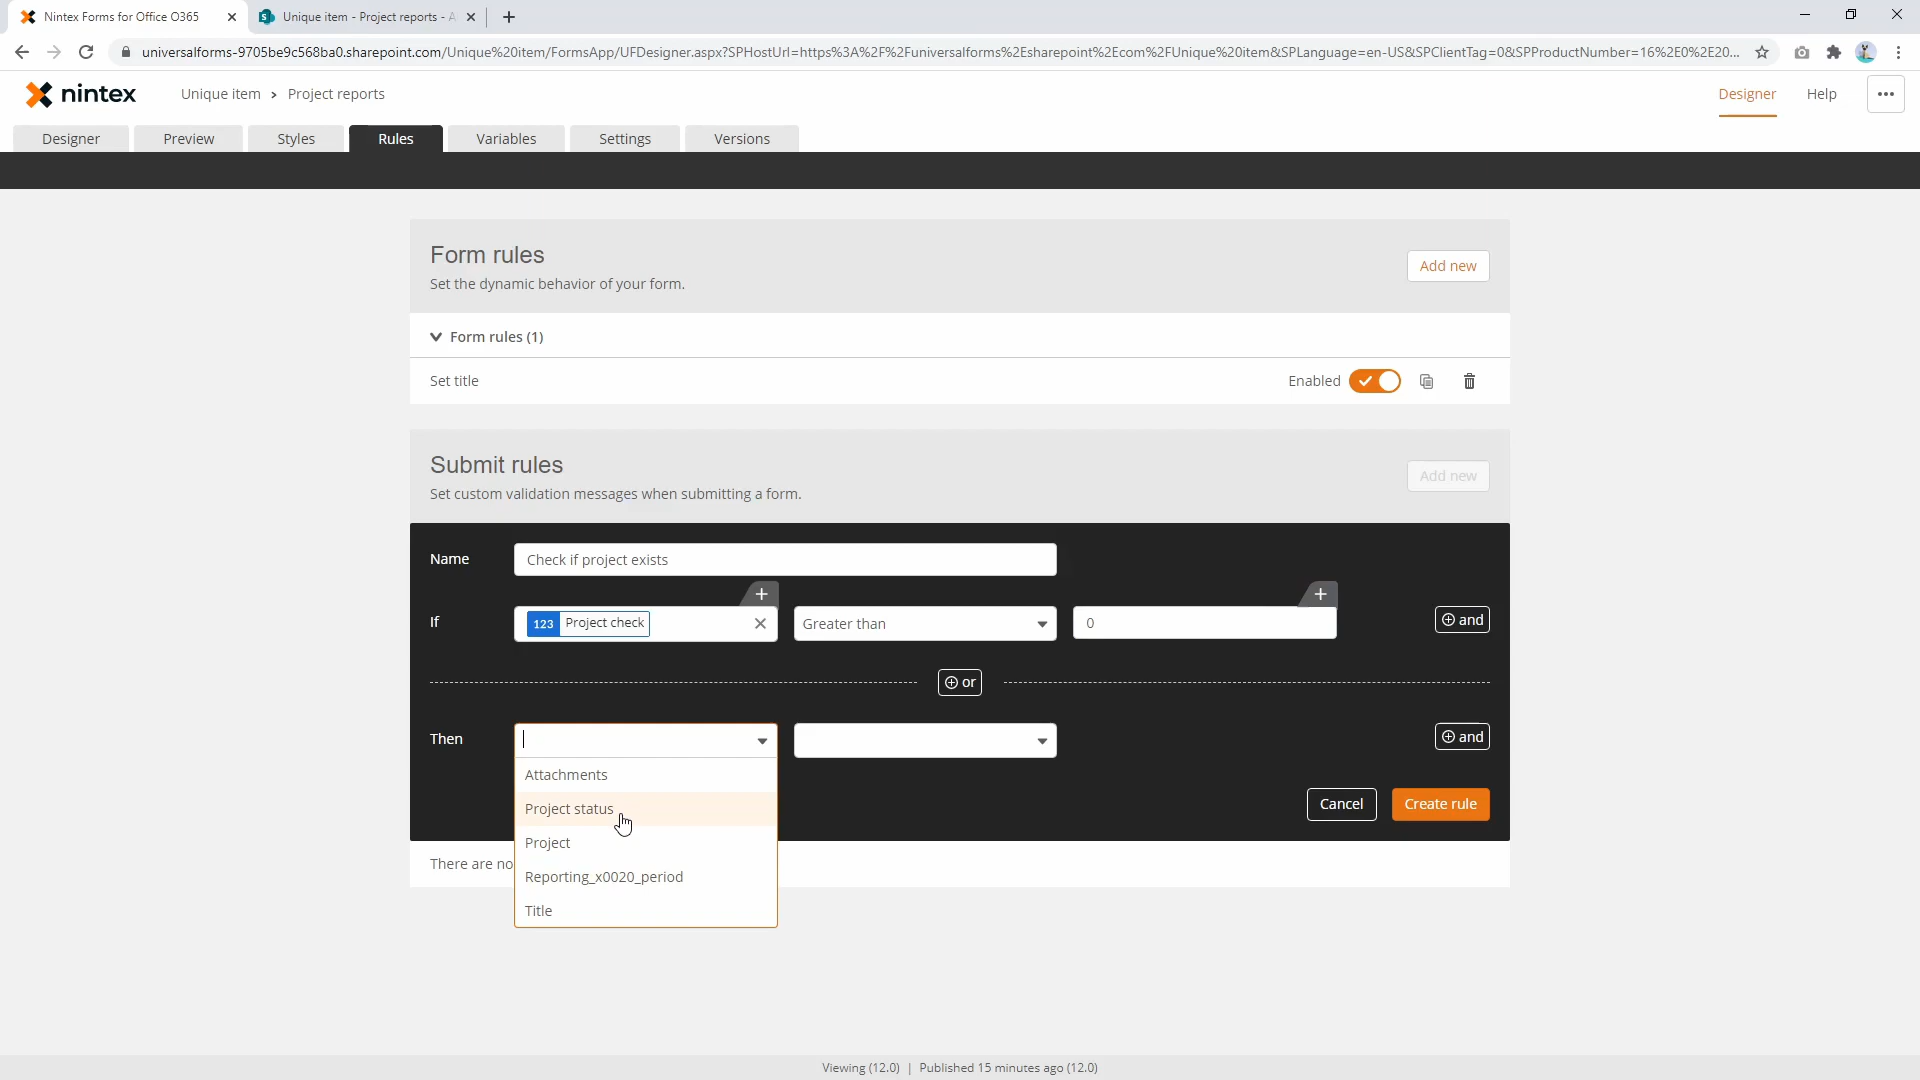 Nintex Forms for Office O365
Unique item - Project reports - A
universalforms-9705be9c568ba0.sharepoint.com/Unique%20item/FormsApp/UFDesigner.aspx?SPHostUrl=https%3A%2F%2Funiversalforms%2Esharepoint%2Ecom%2FUnique%20item&SPLanguage=en-US&SPClientTag=0&SPProductNumber=16%2E0%2E20...
nintex
Unique item > Project reports
Designer
Help
Designer
Preview
Styles
Rules
Variables
Settings
Versions
Form rules
Set the dynamic behavior of your form.
Add new
Form rules (1)
Set title
Enabled
Submit rules
Set custom validation messages when submitting a form.
Add new
Name
Check if project exists
If
123 Project check
Greater than
0
and
or
Then
and
Attachments
Project status
Project
Reporting_x0020_period
Title
Cancel
Create rule
There are no
Viewing (12.0) | Published 15 minutes ago (12.0)